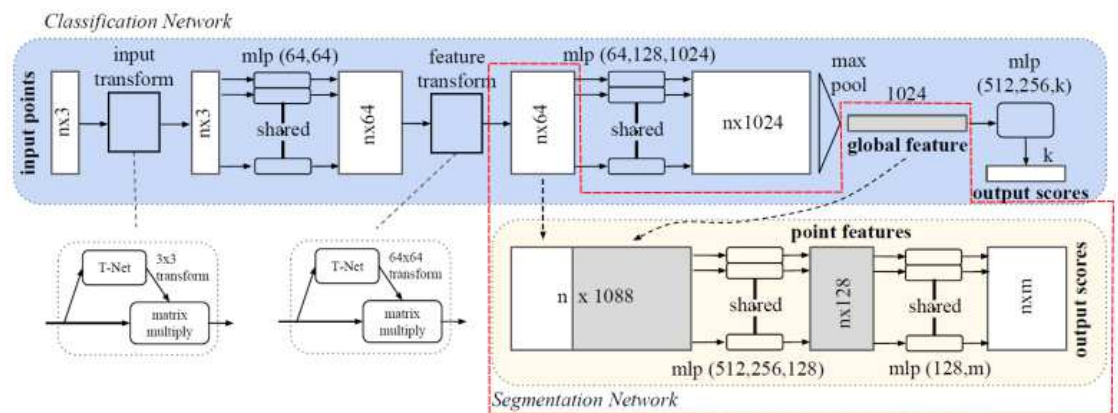 Classification Network
input points
nx3
input
transform
nx3
mlp (64,64)
shared
nx64
feature
transform
nx64
mlp (64,128,1024)
shared
nx1024
max
pool
1024
global feature
mlp
(512,256,k)
k
output scores
T-Net
3x3
transform
matrix
multiply
T-Net
64x64
transform
matrix
multiply
point features
n x 1088
shared
mlp (512,256,128)
nx128
shared
mlp (128,m)
nxm
output scores
Segmentation Network